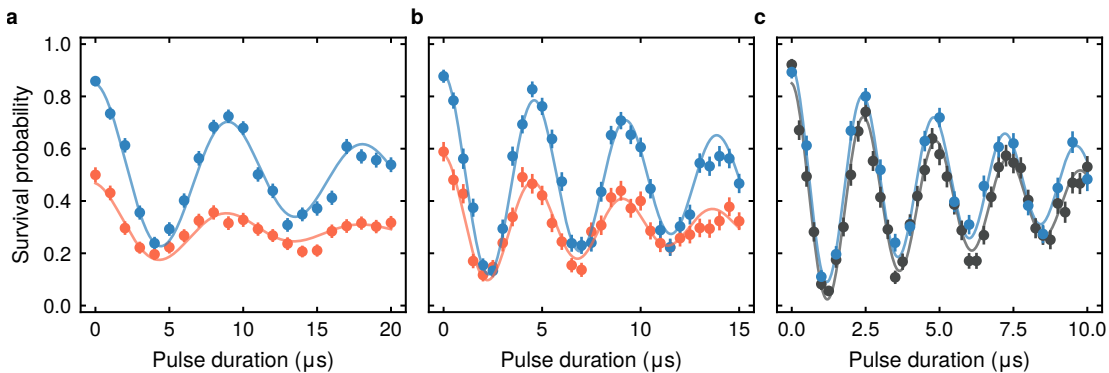 a
b
c
Survival probability
1.0
0.8
0.6
0.4
0.2
0.0
0 5 10 15 20
0 5 10 15
0.0 2.5 5.0 7.5 10.0
Pulse duration (μs)
Pulse duration (μs)
Pulse duration (μs)